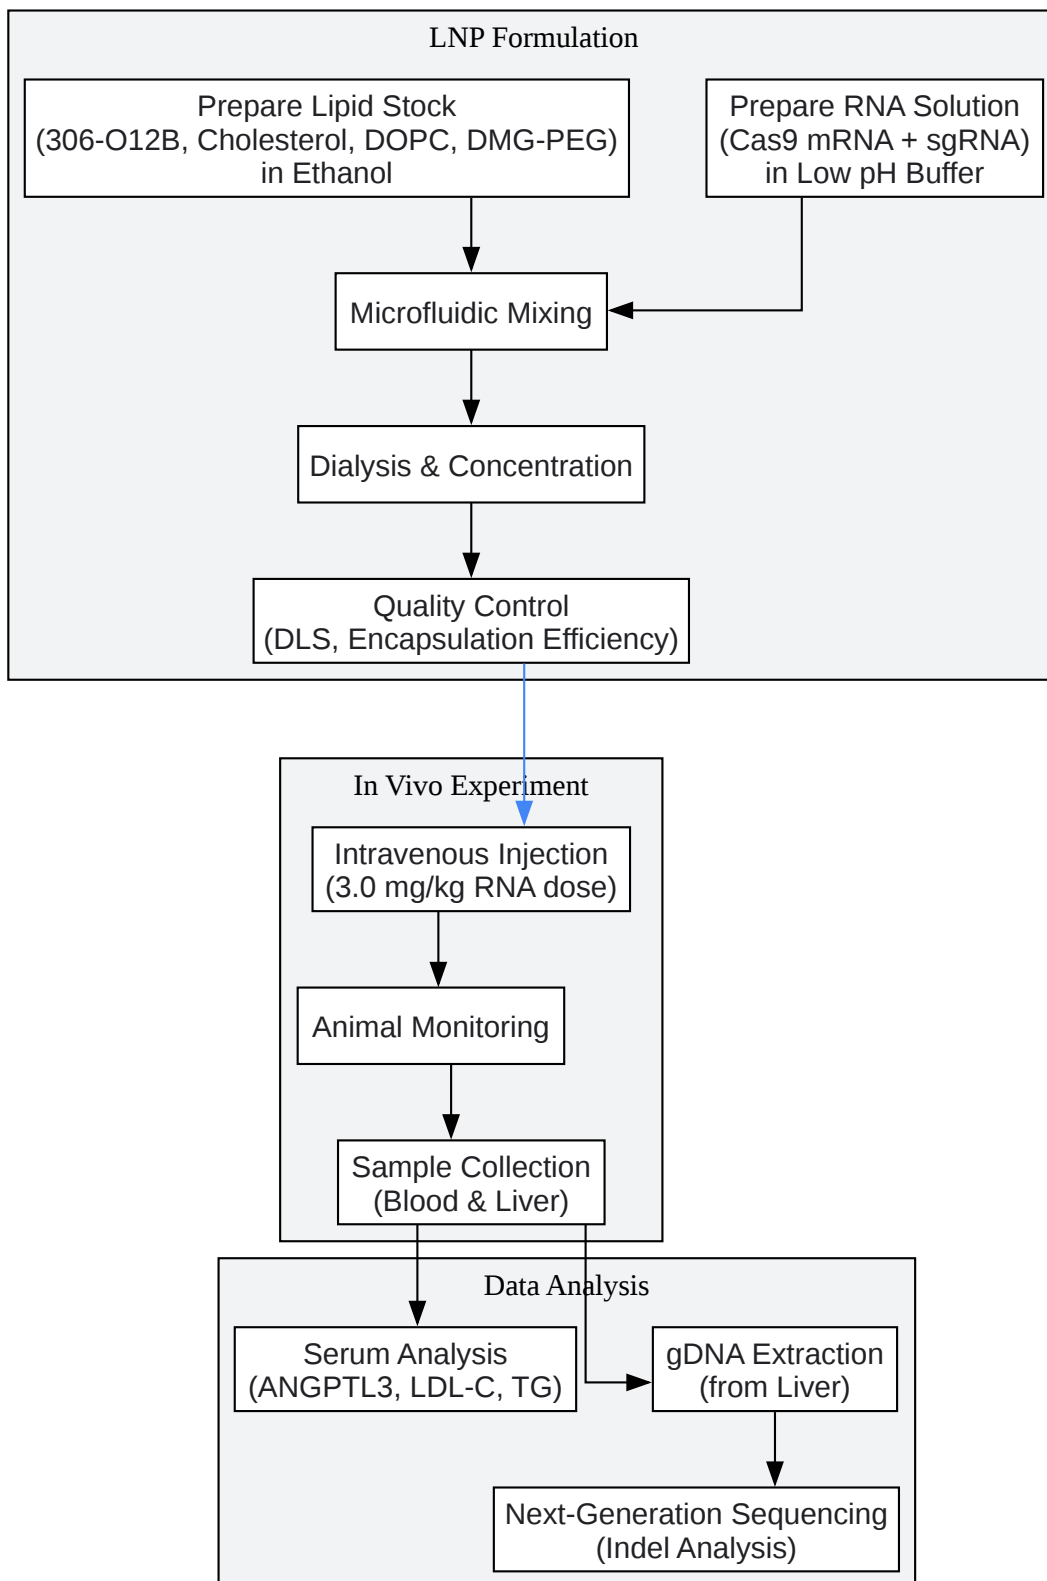 LNP Formulation
Prepare Lipid Stock
(306-O12B, Cholesterol, DOPC, DMG-PEG)
in Ethanol
Prepare RNA Solution
(Cas9 mRNA + sgRNA)
in Low pH Buffer
Microfluidic Mixing
Dialysis & Concentration
Quality Control
(DLS, Encapsulation Efficiency)
In Vivo Experiment
Intravenous Injection
(3.0 mg/kg RNA dose)
Animal Monitoring
Sample Collection
(Blood & Liver)
Data Analysis
Serum Analysis
(ANGPTL3, LDL-C, TG)
gDNA Extraction
(from Liver)
Next-Generation Sequencing
(Indel Analysis)